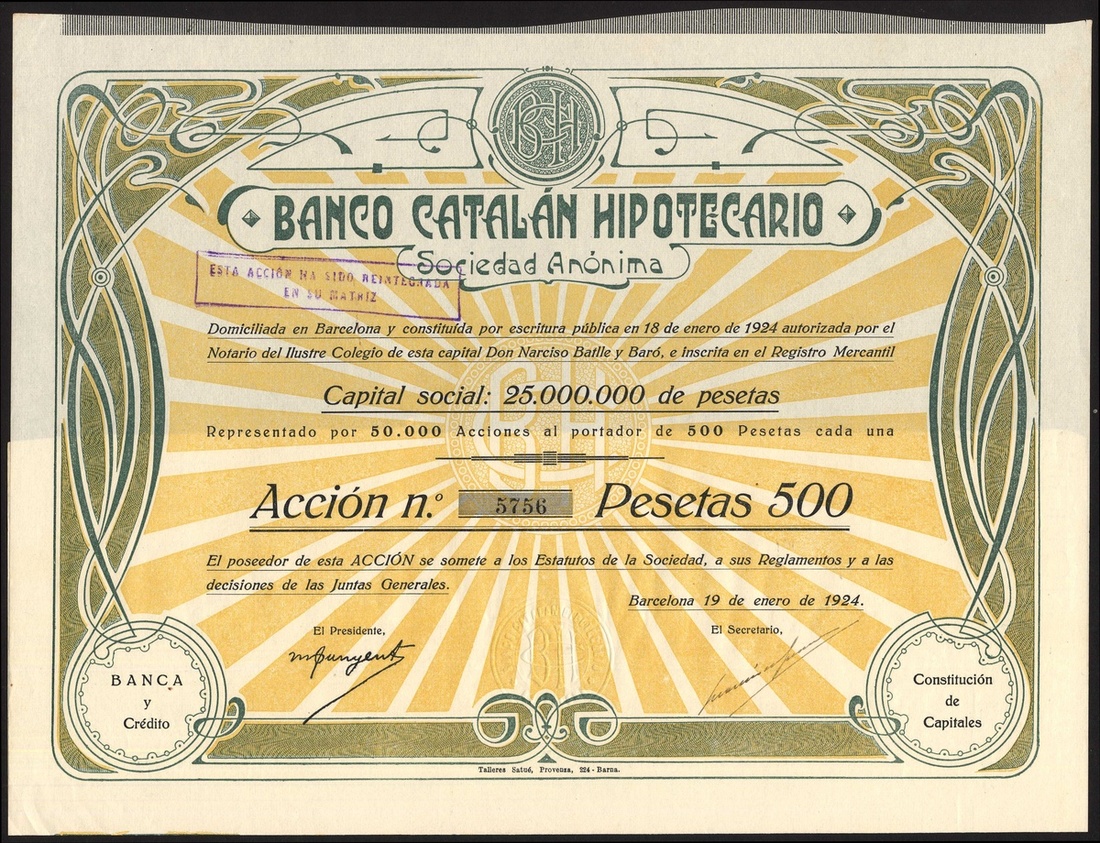 BCH
BANCO CATALÁN HIPOTECARIO
Sociedad Anónima
ESTA ACCIÓN HA SIDO REINTEGRADA
EN SU MATRIZ
Domiciliada en Barcelona y constituída por escritura pública en 18 de enero de 1924 autorizada por el
Notario del Ilustre Colegio de esta capital Don Narciso Batlle y Baró, e inscrita en el Registro Mercantil
Capital social: 25.000.000 de pesetas
Representado por 50.000 Acciones al portador de 500 Pesetas cada una
Acción n.º 5756 Pesetas 500
El poseedor de esta ACCIÓN se somete a los Estatutos de la Sociedad, a sus Reglamentos y a las
decisiones de las Juntas Generales.
Barcelona 19 de enero de 1924.
El Presidente,
El Secretario,
BANCA
y
Crédito
Constitución
de
Capitales
Talleres Satué, Provenza, 224 - Barna.